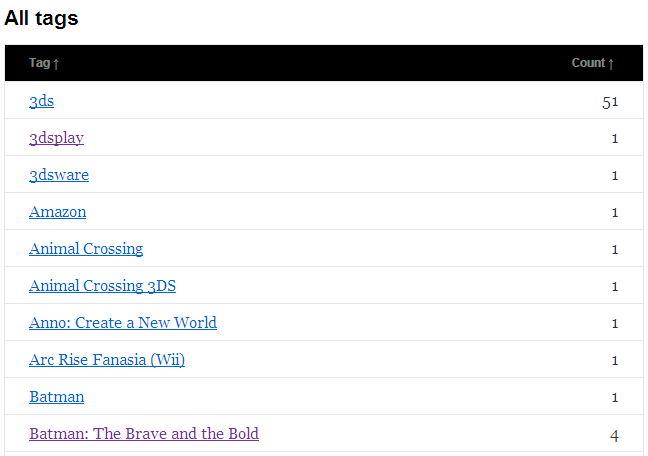 All tags
Tag ↑ Count ↑
3ds 51
3dsplay 1
3dsware 1
Amazon 1
Animal Crossing 1
Animal Crossing 3DS 1
Anno: Create a New World 1
Arc Rise Fanasia (Wii) 1
Batman 1
Batman: The Brave and the Bold 4